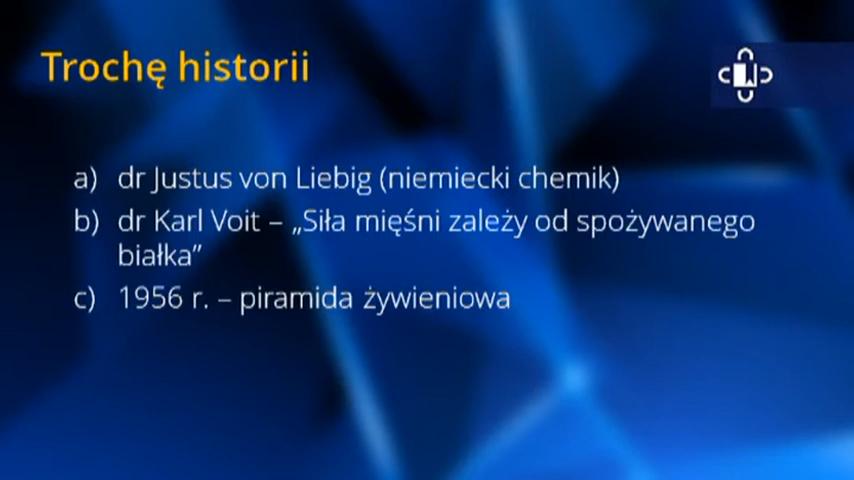 Trochę historii
a) dr Justus von Liebig (niemiecki chemik)
b) dr Karl Voit – „Siła mięśni zależy od spożywanego
białka”
c) 1956 r. – piramida żywieniowa